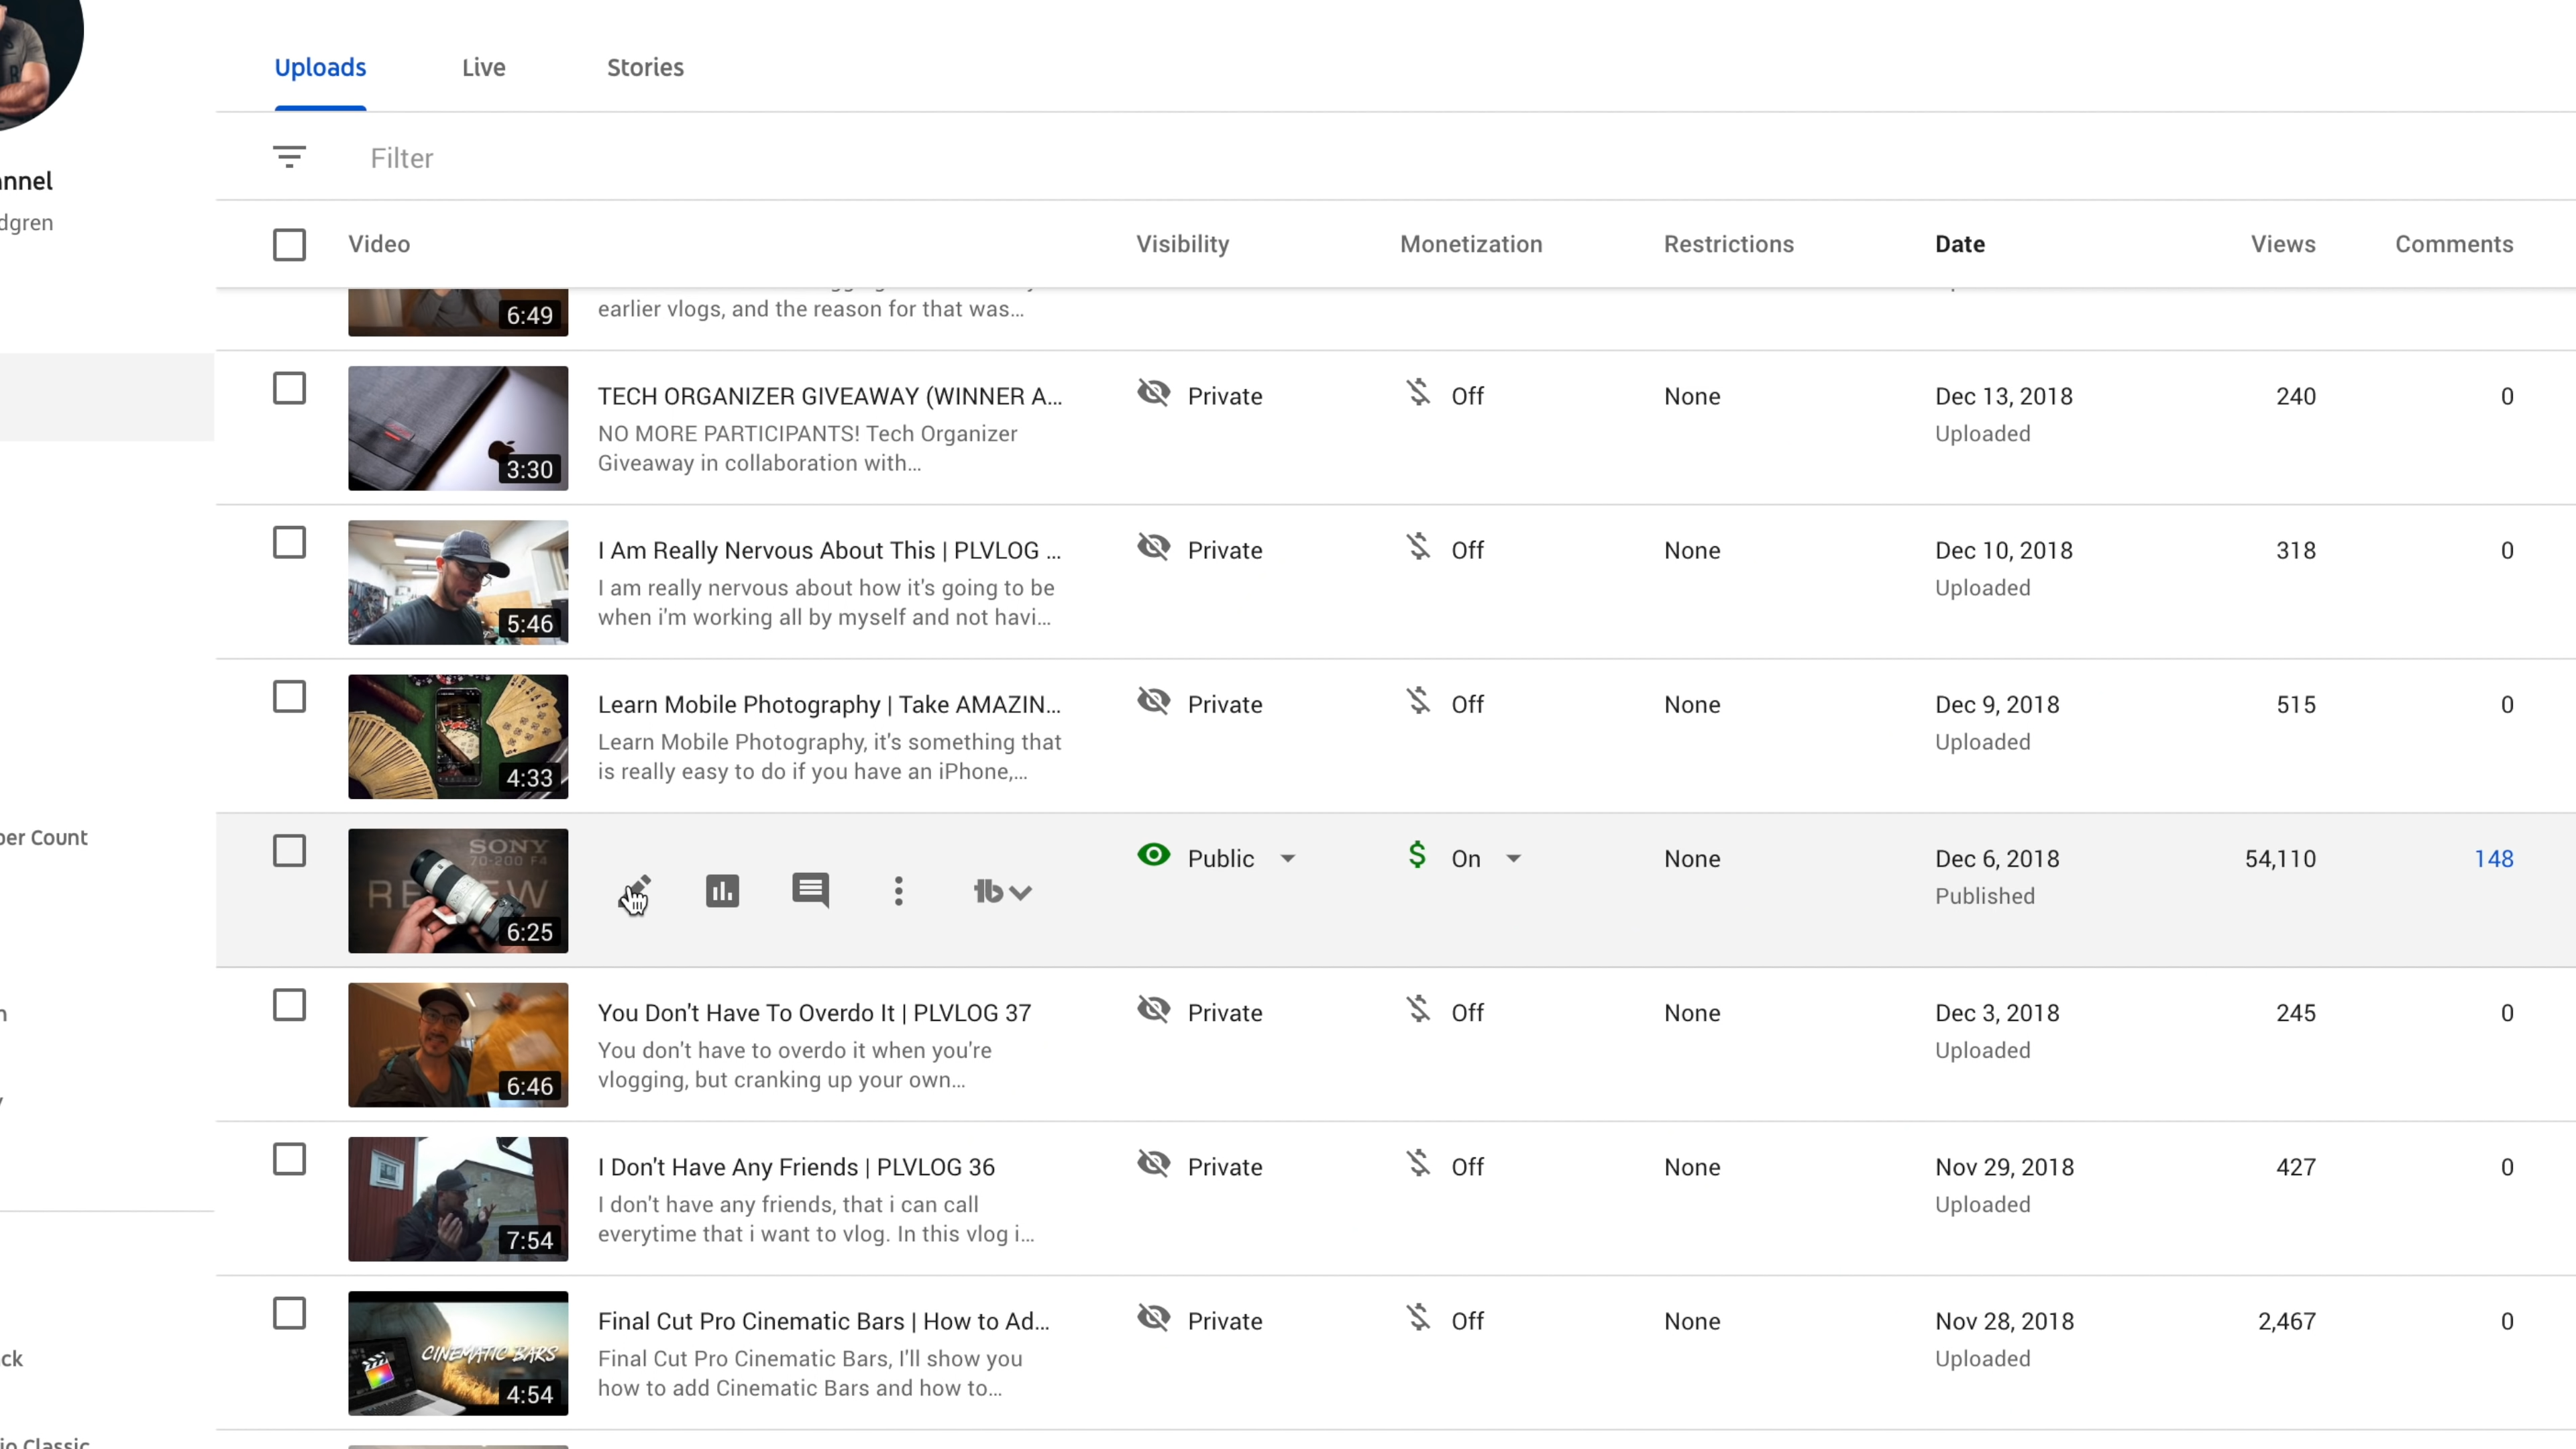 Uploads Live Stories
Filter
annel
dgren
Video Visibility Monetization Restrictions Date Views Comments
6:49
earlier vlogs, and the reason for that was...
3:30
TECH ORGANIZER GIVEAWAY (WINNER A... Private Off None Dec 13, 2018 240 0
NO MORE PARTICIPANTS! Tech Organizer Uploaded
Giveaway in collaboration with...
5:46
I Am Really Nervous About This | PLVLOG ... Private Off None Dec 10, 2018 318 0
I am really nervous about how it's going to be Uploaded
when i'm working all by myself and not havi...
4:33
Learn Mobile Photography | Take AMAZIN... Private Off None Dec 9, 2018 515 0
Learn Mobile Photography, it's something that Uploaded
is really easy to do if you have an iPhone,...
per Count
SONY
70-200 F4
REVIEW
6:25
Public On None Dec 6, 2018 54,110 148
Published
6:46
You Don't Have To Overdo It | PLVLOG 37 Private Off None Dec 3, 2018 245 0
You don't have to overdo it when you're Uploaded
vlogging, but cranking up your own...
7:54
I Don't Have Any Friends | PLVLOG 36 Private Off None Nov 29, 2018 427 0
I don't have any friends, that i can call Uploaded
everytime that i want to vlog. In this vlog i...
CINEMATIC BARS
4:54
Final Cut Pro Cinematic Bars | How to Ad... Private Off None Nov 28, 2018 2,467 0
Final Cut Pro Cinematic Bars, I'll show you Uploaded
how to add Cinematic Bars and how to...
ck
io Classic